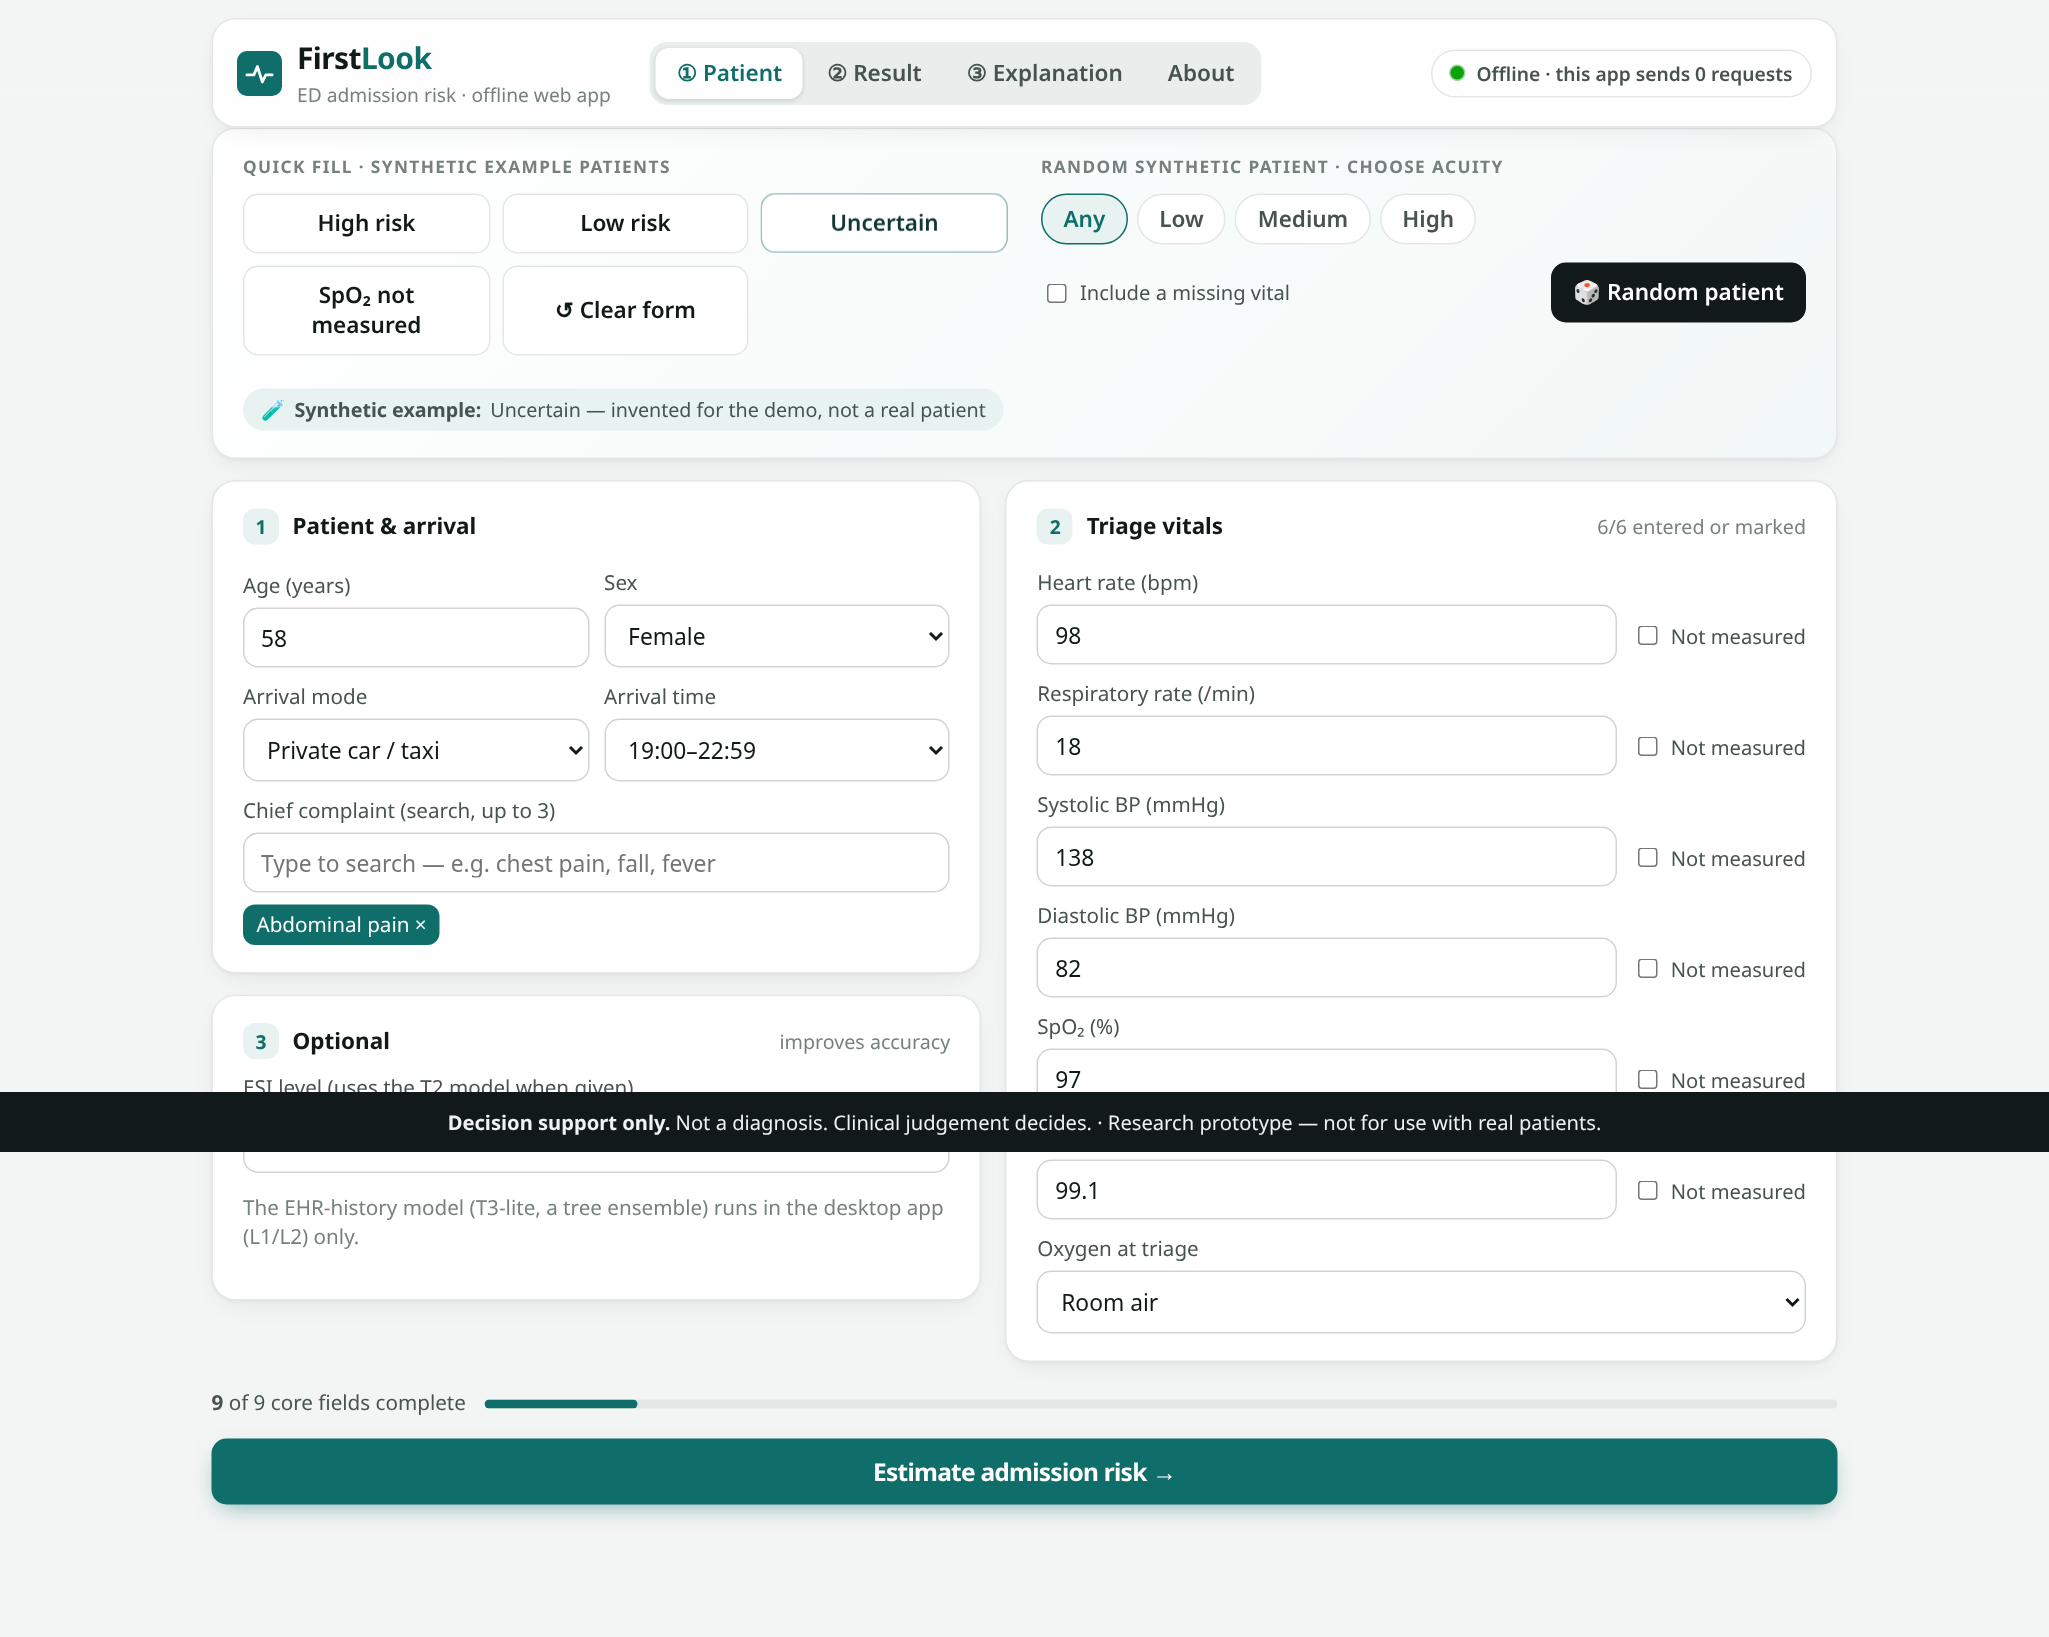 FirstLook
ED admission risk · offline web app
① Patient
② Result
③ Explanation
About
Offline · this app sends 0 requests
QUICK FILL · SYNTHETIC EXAMPLE PATIENTS
High risk
Low risk
Uncertain
SpO₂ not
measured
↺ Clear form
Synthetic example: Uncertain — invented for the demo, not a real patient
RANDOM SYNTHETIC PATIENT · CHOOSE ACUITY
Any
Low
Medium
High
Include a missing vital
Random patient
1 Patient & arrival
Age (years)
58
Sex
Female
Arrival mode
Private car / taxi
Arrival time
19:00–22:59
Chief complaint (search, up to 3)
Type to search — e.g. chest pain, fall, fever
Abdominal pain ×
3 Optional
improves accuracy
ESI level (uses the T2 model when given)
The EHR-history model (T3-lite, a tree ensemble) runs in the desktop app
(L1/L2) only.
2 Triage vitals
6/6 entered or marked
Heart rate (bpm)
98
Not measured
Respiratory rate (/min)
18
Not measured
Systolic BP (mmHg)
138
Not measured
Diastolic BP (mmHg)
82
Not measured
SpO₂ (%)
97
Not measured
Decision support only. Not a diagnosis. Clinical judgement decides. · Research prototype — not for use with real patients.
99.1
Not measured
Oxygen at triage
Room air
9 of 9 core fields complete
Estimate admission risk →